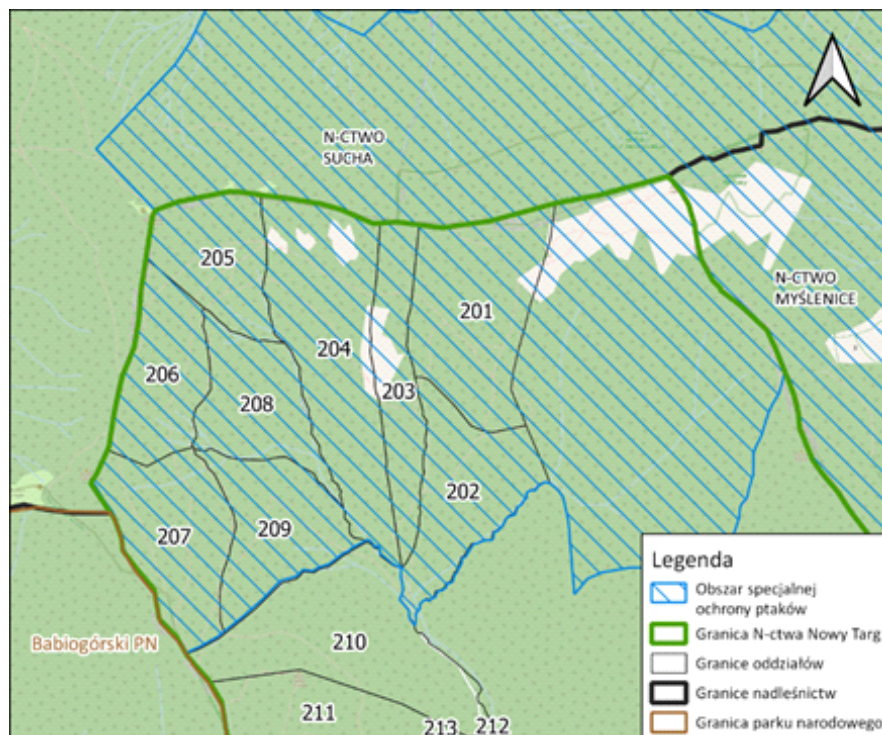 N-CTWO
SUCHA
N-CTWO
MYŚLENICE
205
201
204
206
203
208
202
207
209
Babiogórski PN
210
211
213
212
Legenda
Obszar specjalnej
ochrony ptaków
Granica N-ctwa Nowy Targ
Granice oddziałów
Granice nadleśnictw
Granica parku narodowego